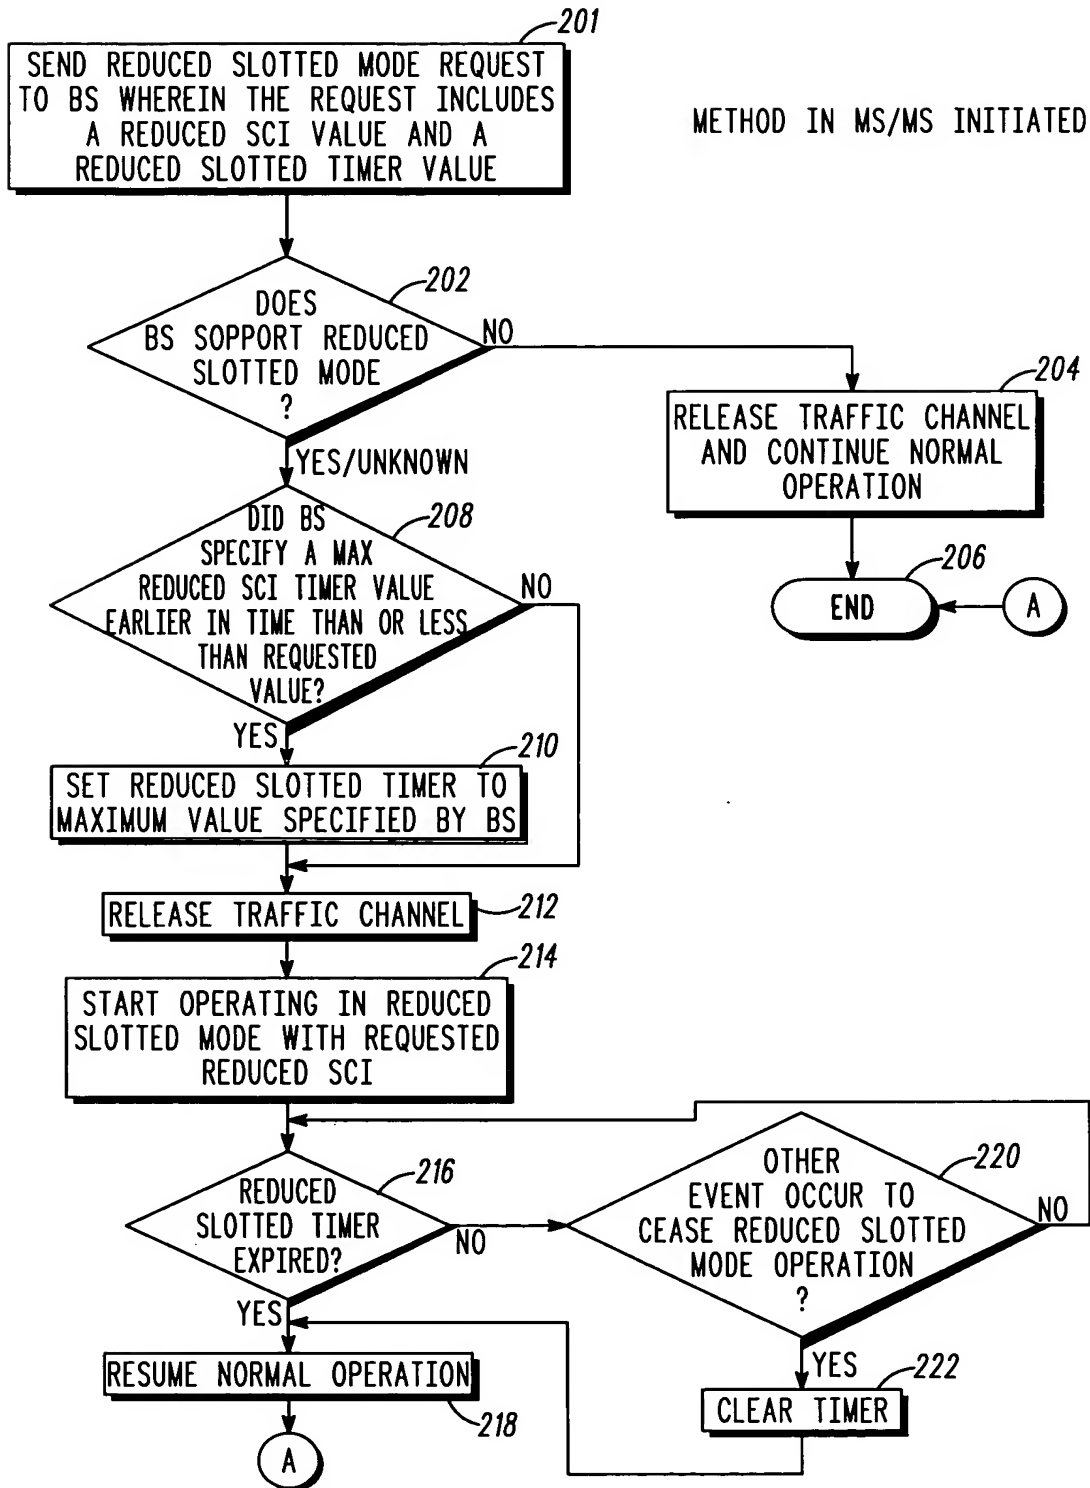 201
SEND REDUCED SLOTTED MODE REQUEST
TO BS WHEREIN THE REQUEST INCLUDES
A REDUCED SCI VALUE AND A
REDUCED SLOTTED TIMER VALUE
METHOD IN MS/MS INITIATED
202
DOES
BS SOPPORT REDUCED
SLOTTED MODE
?
NO
YES/UNKNOWN
204
RELEASE TRAFFIC CHANNEL
AND CONTINUE NORMAL
OPERATION
206
END
A
208
DID BS
SPECIFY A MAX
REDUCED SCI TIMER VALUE
EARLIER IN TIME THAN OR LESS
THAN REQUESTED
VALUE?
NO
YES
210
SET REDUCED SLOTTED TIMER TO
MAXIMUM VALUE SPECIFIED BY BS
RELEASE TRAFFIC CHANNEL
212
214
START OPERATING IN REDUCED
SLOTTED MODE WITH REQUESTED
REDUCED SCI
216
REDUCED
SLOTTED TIMER
EXPIRED?
NO
YES
220
OTHER
EVENT OCCUR TO
CEASE REDUCED SLOTTED
MODE OPERATION
?
NO
YES
222
CLEAR TIMER
RESUME NORMAL OPERATION
218
A